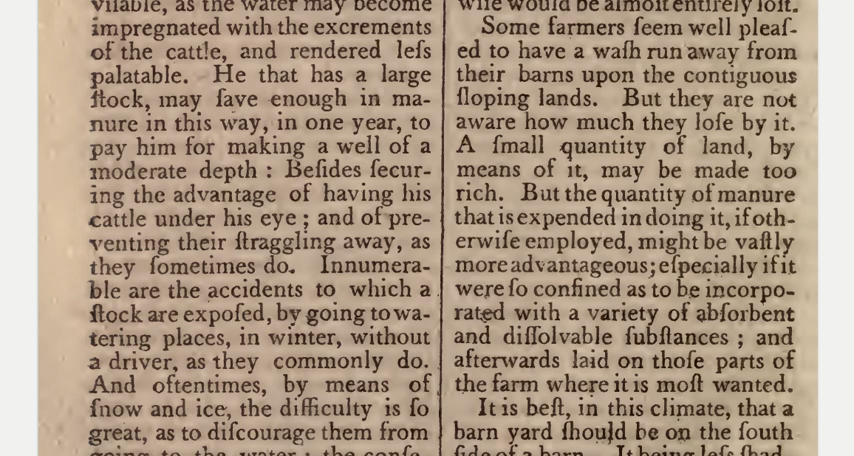 visable, as the water may become
impregnated with the excrements
of the cattle, and rendered leſs
palatable. He that has a large
ſtock, may ſave enough in ma-
nure in this way, in one year, to
pay him for making a well of a
moderate depth : Beſides ſecur-
ing the advantage of having his
cattle under his eye ; and of pre-
venting their ſtraggling away, as
they ſometimes do. Innumera-
ble are the accidents to which a
ſtock are expoſed, by going to wa-
tering places, in winter, without
a driver, as they commonly do.
And oftentimes, by means of
ſnow and ice, the difficulty is ſo
great, as to diſcourage them from
going to the water ; the conſe-
wiſe would be almoſt entirely loſt.
Some farmers ſeem well pleaſ-
ed to have a waſh run away from
their barns upon the contiguous
ſloping lands. But they are not
aware how much they loſe by it.
A ſmall quantity of land, by
means of it, may be made too
rich. But the quantity of manure
that is expended in doing it, if oth-
erwiſe employed, might be vaſtly
more advantageous; eſpecially if it
were ſo confined as to be incorpo-
rated with a variety of abſorbent
and diſſolvable ſubſtances ; and
afterwards laid on thoſe parts of
the farm where it is moſt wanted.
It is beſt, in this climate, that a
barn yard ſhould be on the ſouth
ſide of a barn. It being leſs ſhad-